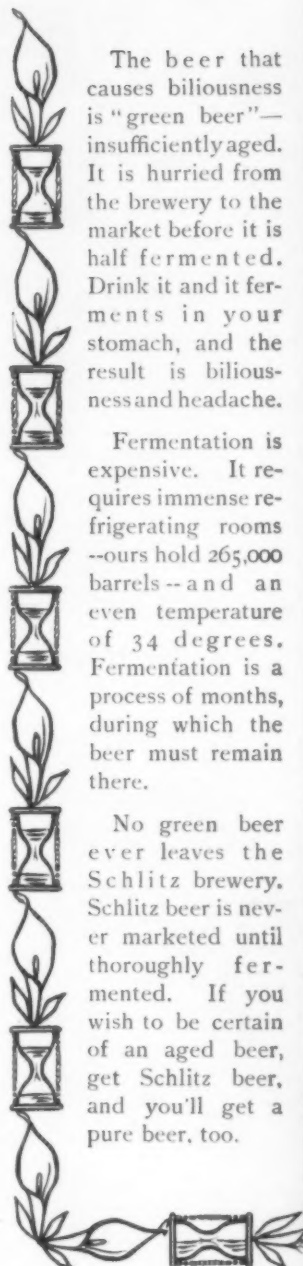 The beer that
causes biliousness
is "green beer"—
insufficiently aged.
It is hurried from
the brewery to the
market before it is
half fermented.
Drink it and it fer-
ments in your
stomach, and the
result is bilious-
ness and headache.
Fermentation is
expensive. It re-
quires immense re-
frigerating rooms
--ours hold 265,000
barrels -- and an
even temperature
of 34 degrees.
Fermentation is a
process of months,
during which the
beer must remain
there.
No green beer
ever leaves the
Schlitz brewery.
Schlitz beer is nev-
er marketed until
thoroughly fer-
mented. If you
wish to be certain
of an aged beer,
get Schlitz beer,
and you'll get a
pure beer, too.